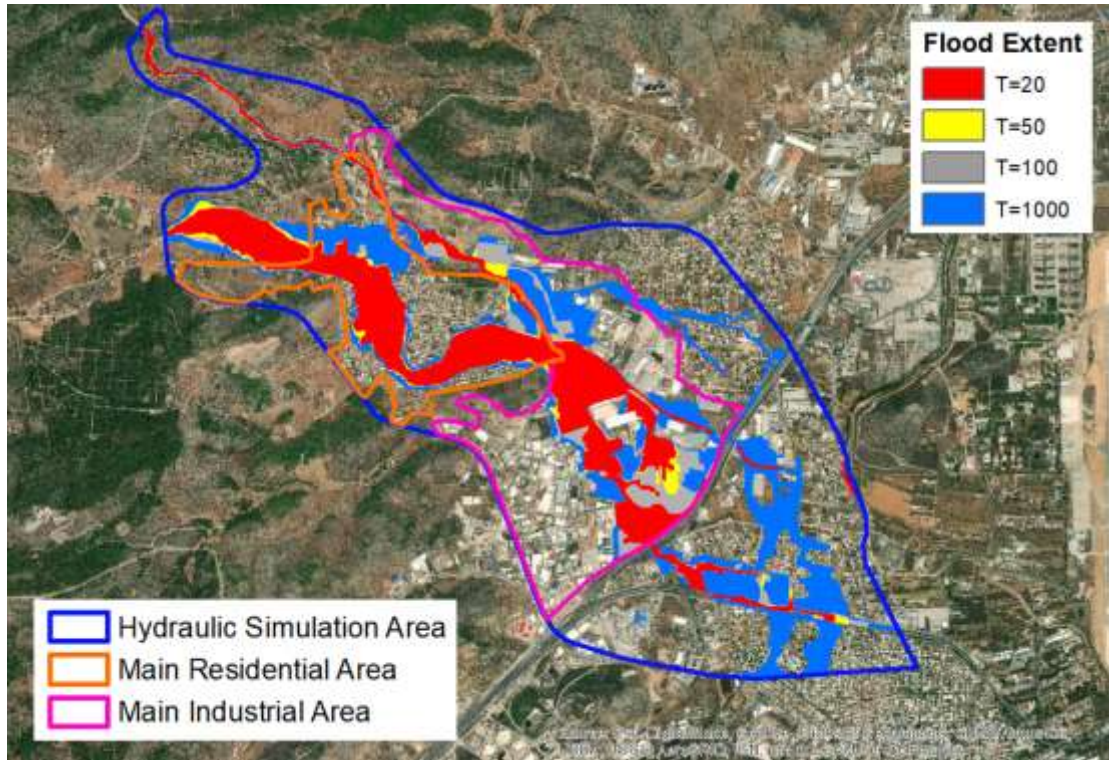 Flood Extent
T=20
T=50
T=100
T=1000
Hydraulic Simulation Area
Main Residential Area
Main Industrial Area